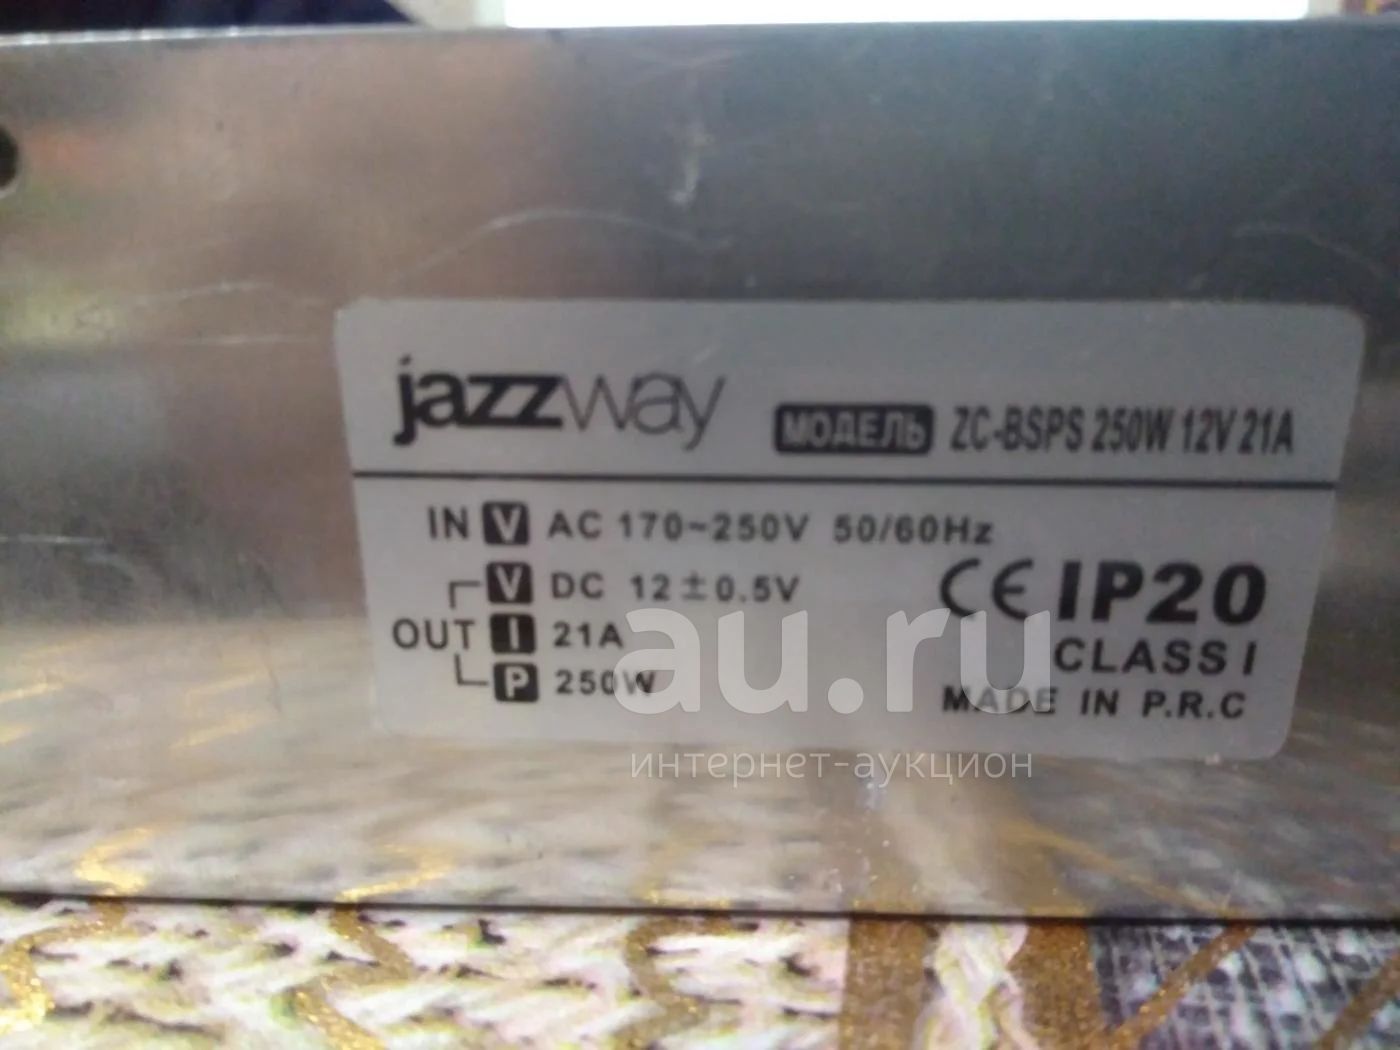 jazzway
МОДЕЛЬ ZC-BSPS 250W 12V 21A
IN V AC 170~250V 50/60Hz
V DC 12±0.5V
OUT I 21A
P 250W
CE IP20
CLASS I
MADE IN P.R.C
au.ru
интернет-аукцион